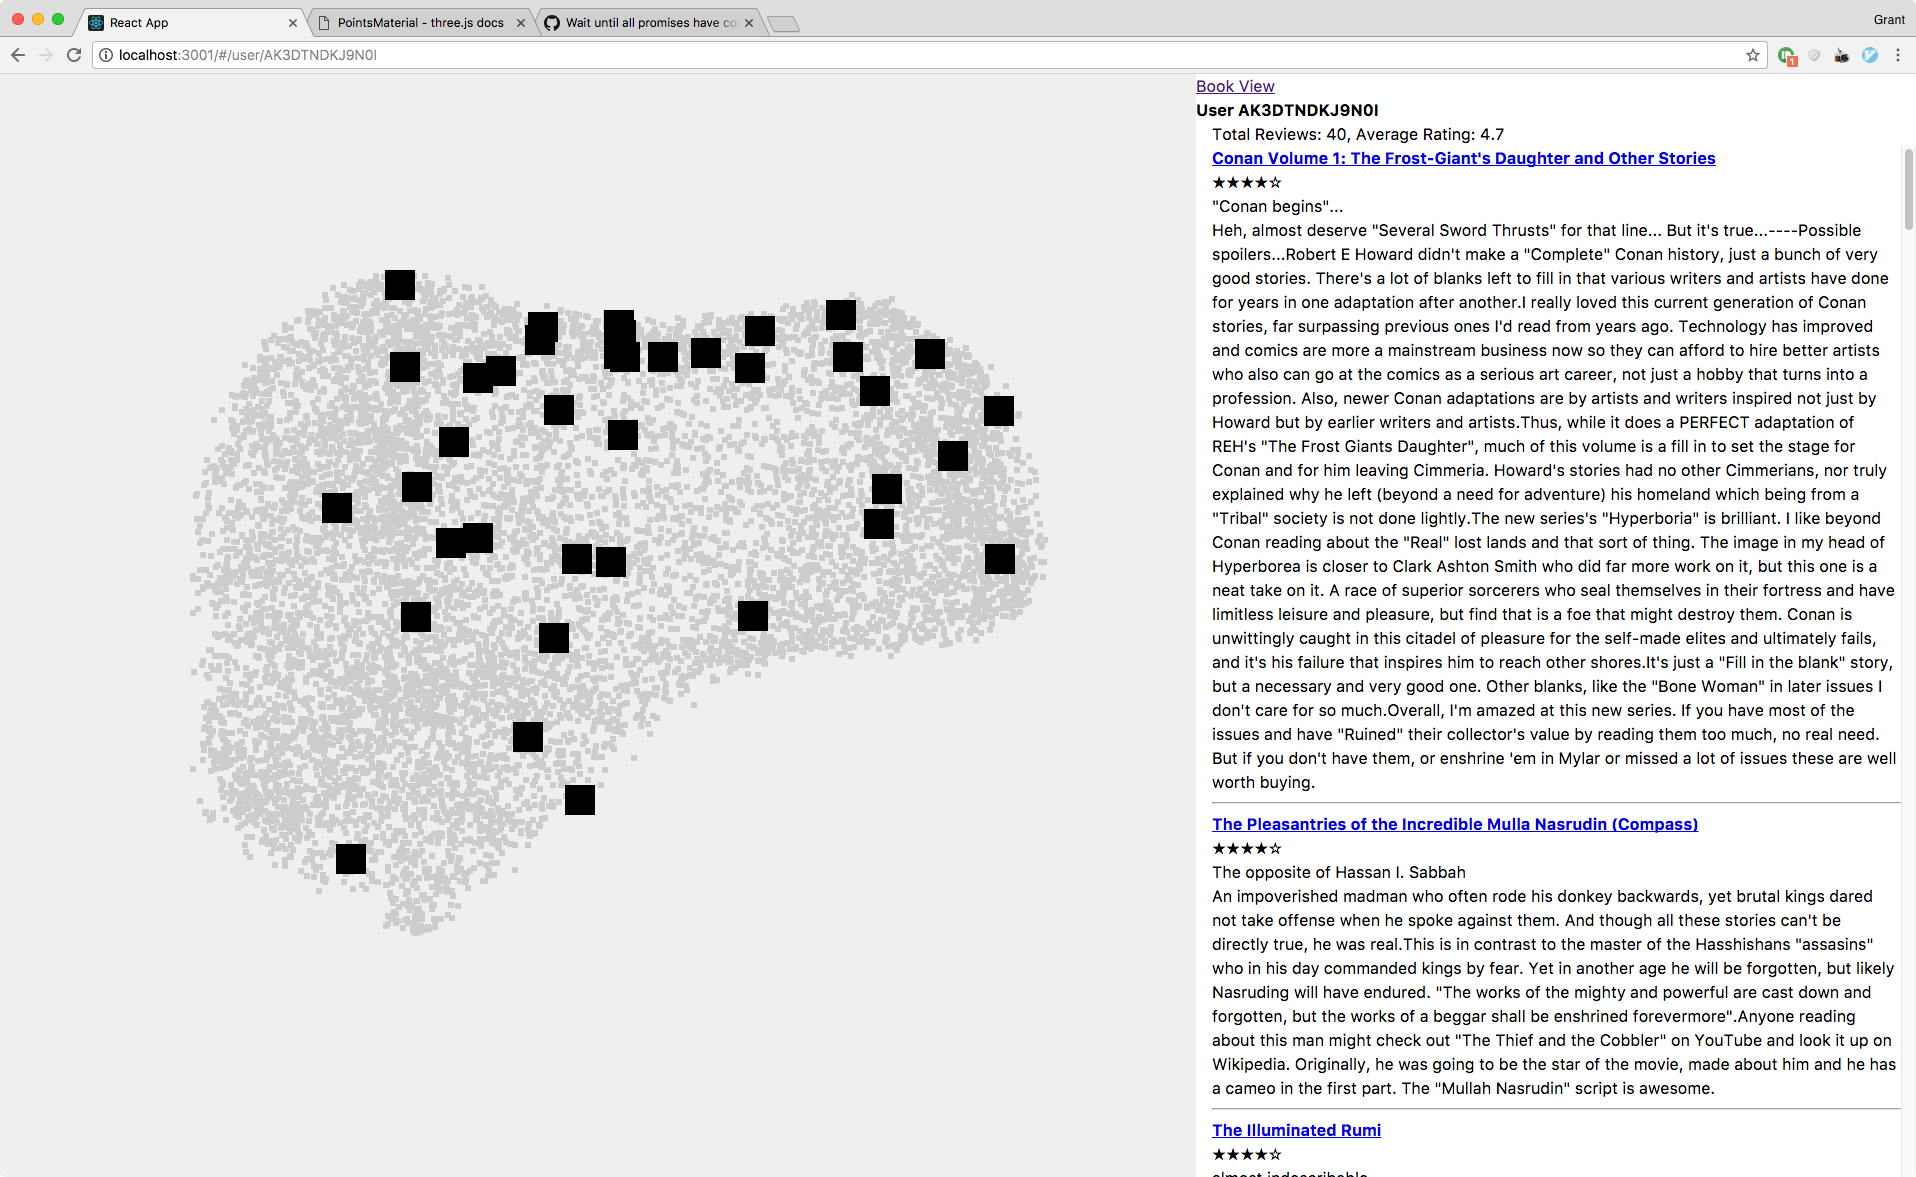 React App
PointsMaterial - three.js docs
Wait until all promises have co
Grant
localhost:3001/#/user/AK3DTNDKJ9N0I
1
Book View
User AK3DTNDKJ9N0I
Total Reviews: 40, Average Rating: 4.7
Conan Volume 1: The Frost-Giant's Daughter and Other Stories
★★★★☆
"Conan begins"...
Heh, almost deserve "Several Sword Thrusts" for that line... But it's true...----Possible
spoilers...Robert E Howard didn't make a "Complete" Conan history, just a bunch of very
good stories. There's a lot of blanks left to fill in that various writers and artists have done
for years in one adaptation after another.I really loved this current generation of Conan
stories, far surpassing previous ones I'd read from years ago. Technology has improved
and comics are more a mainstream business now so they can afford to hire better artists
who also can go at the comics as a serious art career, not just a hobby that turns into a
profession. Also, newer Conan adaptations are by artists and writers inspired not just by
Howard but by earlier writers and artists.Thus, while it does a PERFECT adaptation of
REH's "The Frost Giants Daughter", much of this volume is a fill in to set the stage for
Conan and for him leaving Cimmeria. Howard's stories had no other Cimmerians, nor truly
explained why he left (beyond a need for adventure) his homeland which being from a
"Tribal" society is not done lightly.The new series's "Hyperboria" is brilliant. I like beyond
Conan reading about the "Real" lost lands and that sort of thing. The image in my head of
Hyperborea is closer to Clark Ashton Smith who did far more work on it, but this one is a
neat take on it. A race of superior sorcerers who seal themselves in their fortress and have
limitless leisure and pleasure, but find that is a foe that might destroy them. Conan is
unwittingly caught in this citadel of pleasure for the self-made elites and ultimately fails,
and it's his failure that inspires him to reach other shores.It's just a "Fill in the blank" story,
but a necessary and very good one. Other blanks, like the "Bone Woman" in later issues I
don't care for so much.Overall, I'm amazed at this new series. If you have most of the
issues and have "Ruined" their collector's value by reading them too much, no real need.
But if you don't have them, or enshrine 'em in Mylar or missed a lot of issues these are well
worth buying.
The Pleasantries of the Incredible Mulla Nasrudin (Compass)
★★★★☆
The opposite of Hassan I. Sabbah
An impoverished madman who often rode his donkey backwards, yet brutal kings dared
not take offense when he spoke against them. And though all these stories can't be
directly true, he was real.This is in contrast to the master of the Hasshishans "assasins"
who in his day commanded kings by fear. Yet in another age he will be forgotten, but likely
Nasruding will have endured. "The works of the mighty and powerful are cast down and
forgotten, but the works of a beggar shall be enshrined forevermore".Anyone reading
about this man might check out "The Thief and the Cobbler" on YouTube and look it up on
Wikipedia. Originally, he was going to be the star of the movie, made about him and he has
a cameo in the first part. The "Mullah Nasrudin" script is awesome.
The Illuminated Rumi
★★★★☆
almost indescribable